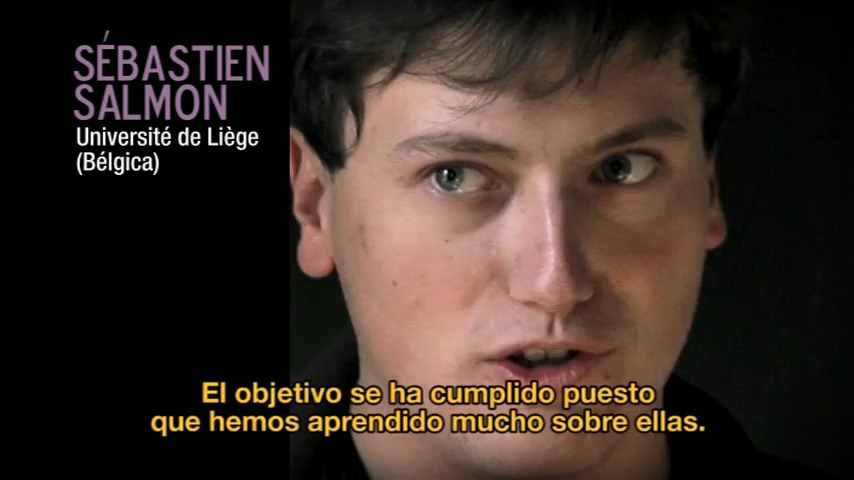 SÉBASTIEN
SALMON
Université de Liège
(Bélgica)
El objetivo se ha cumplido puesto
que hemos aprendido mucho sobre ellas.